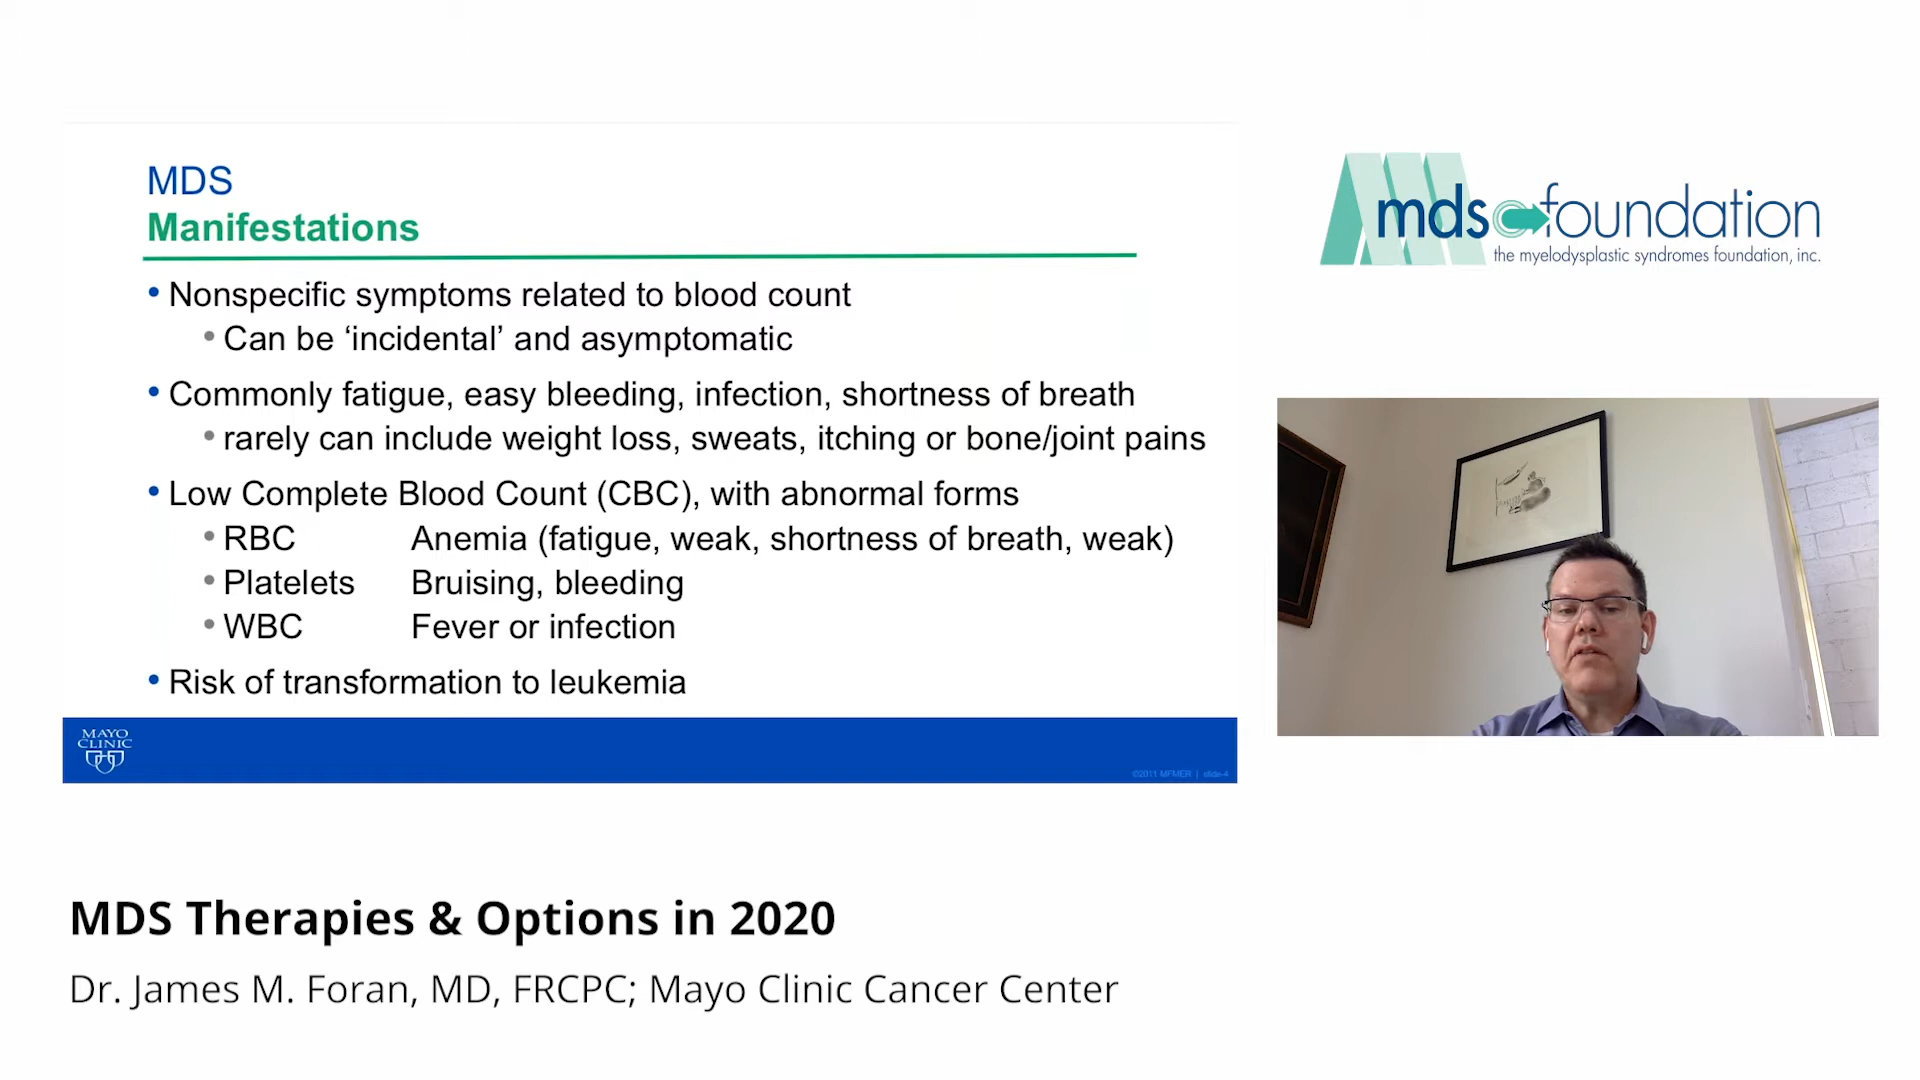 MDS
Manifestations
• Nonspecific symptoms related to blood count
• Can be ‘incidental’ and asymptomatic
• Commonly fatigue, easy bleeding, infection, shortness of breath
• rarely can include weight loss, sweats, itching or bone/joint pains
• Low Complete Blood Count (CBC), with abnormal forms
• RBC Anemia (fatigue, weak, shortness of breath, weak)
• Platelets Bruising, bleeding
• WBC Fever or infection
• Risk of transformation to leukemia
MAYO
CLINIC
©2011 MFMER | slide-4
mds foundation
the myelodysplastic syndromes foundation, inc.
MDS Therapies & Options in 2020
Dr. James M. Foran, MD, FRCPC; Mayo Clinic Cancer Center